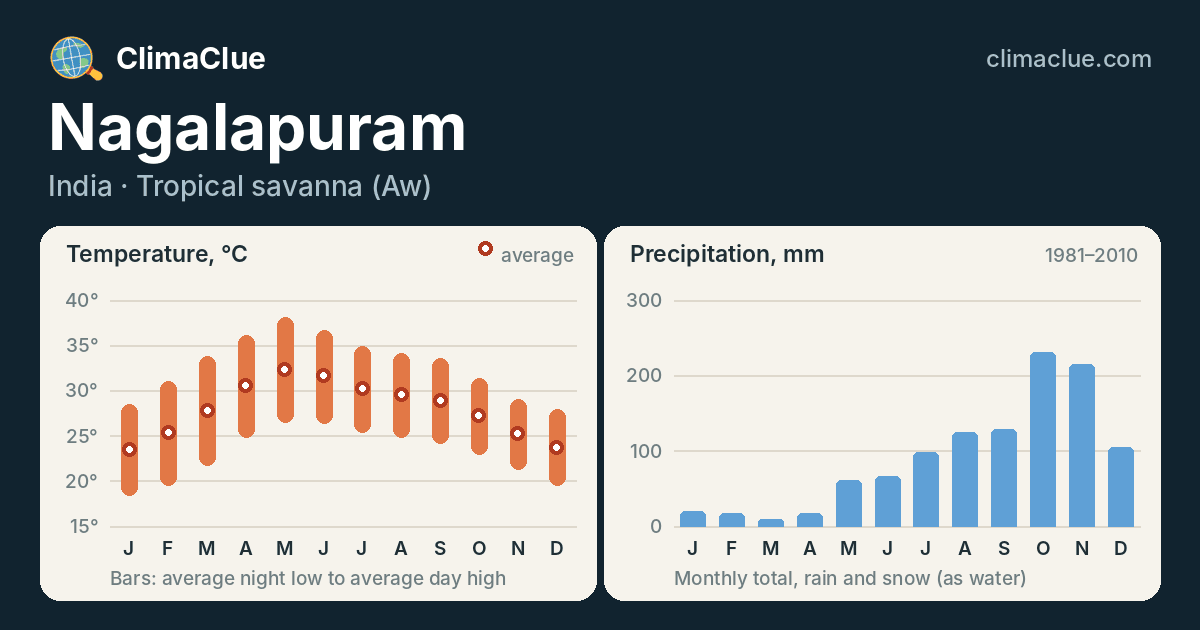 ClimaClue
climaclue.com
Nagalapuram
India · Tropical savanna (Aw)
Temperature, °C
average
40°
35°
30°
25°
20°
15°
J F M A M J J A S O N D
Bars: average night low to average day high
Precipitation, mm
1981–2010
300
200
100
0
J F M A M J J A S O N D
Monthly total, rain and snow (as water)